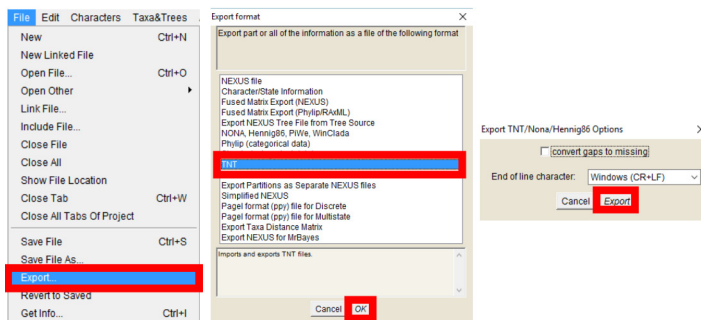 File Edit Characters Taxa&Trees
New Ctrl+N
New Linked File
Open File... Ctrl+O
Open Other
Link File...
Include File...
Close File
Close All
Show File Location
Close Tab Ctrl+W
Close All Tabs Of Project
Save File Ctrl+S
Save File As...
Export...
Revert to Saved
Get Info... Ctrl+I
Export format
Export part or all of the information as a file of the following format
NEXUS file
Character/State Information
Fused Matrix Export (NEXUS)
Fused Matrix Export (Phylip/RAxML)
Export NEXUS Tree File from Tree Source
NONA, Hennig86, PiWe, WinClada
Phylip (categorical data)
TNT
Export Partitions as Separate NEXUS files
Simplified NEXUS
Pagel format (ppy) file for Discrete
Pagel format (ppy) file for Multistate
Export Taxa Distance Matrix
Export NEXUS for MrBayes
Imports and exports TNT files.
Cancel OK
Export TNT/Nona/Hennig86 Options
convert gaps to missing
End of line character: Windows (CR+LF)
Cancel Export